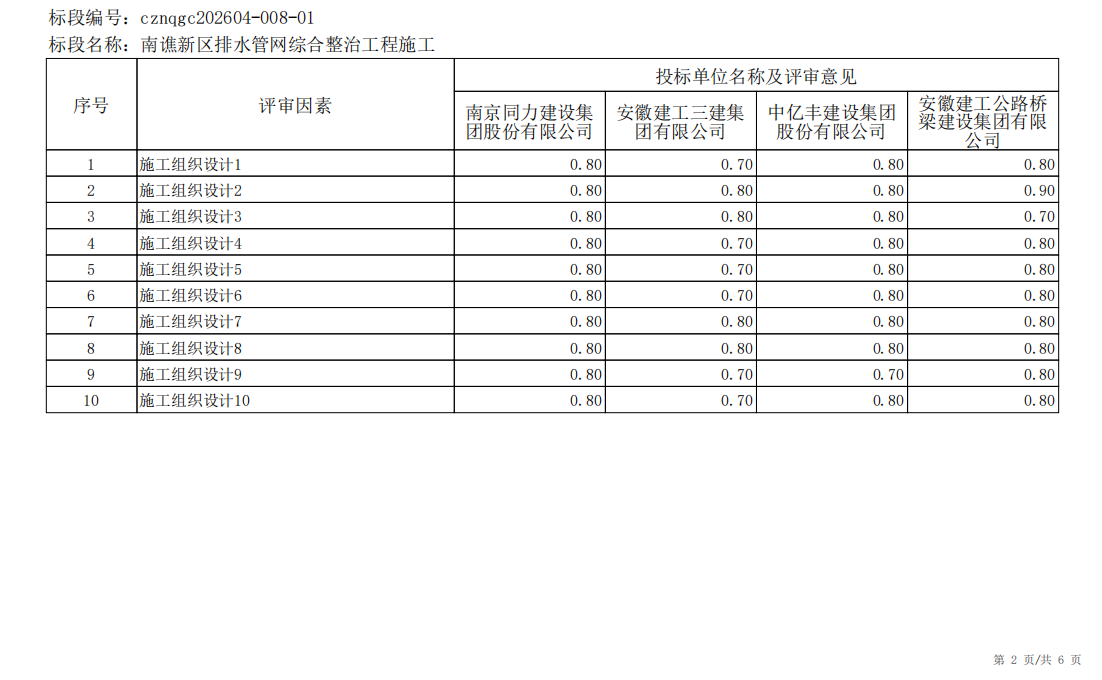 标段编号：cznqgc202604-008-01
标段名称：南谯新区排水管网综合整治工程施工
序号 评审因素 投标单位名称及评审意见
南京同力建设集团股份有限公司 安徽建工三建集团有限公司 中亿丰建设集团股份有限公司 安徽建工公路桥梁建设集团有限公司
1 施工组织设计1 0.80 0.70 0.80 0.80
2 施工组织设计2 0.80 0.80 0.80 0.90
3 施工组织设计3 0.80 0.80 0.80 0.70
4 施工组织设计4 0.80 0.70 0.80 0.80
5 施工组织设计5 0.80 0.70 0.80 0.80
6 施工组织设计6 0.80 0.70 0.80 0.80
7 施工组织设计7 0.80 0.80 0.80 0.80
8 施工组织设计8 0.80 0.80 0.80 0.80
9 施工组织设计9 0.80 0.70 0.70 0.80
10 施工组织设计10 0.80 0.70 0.80 0.80
第 2 页/共 6 页